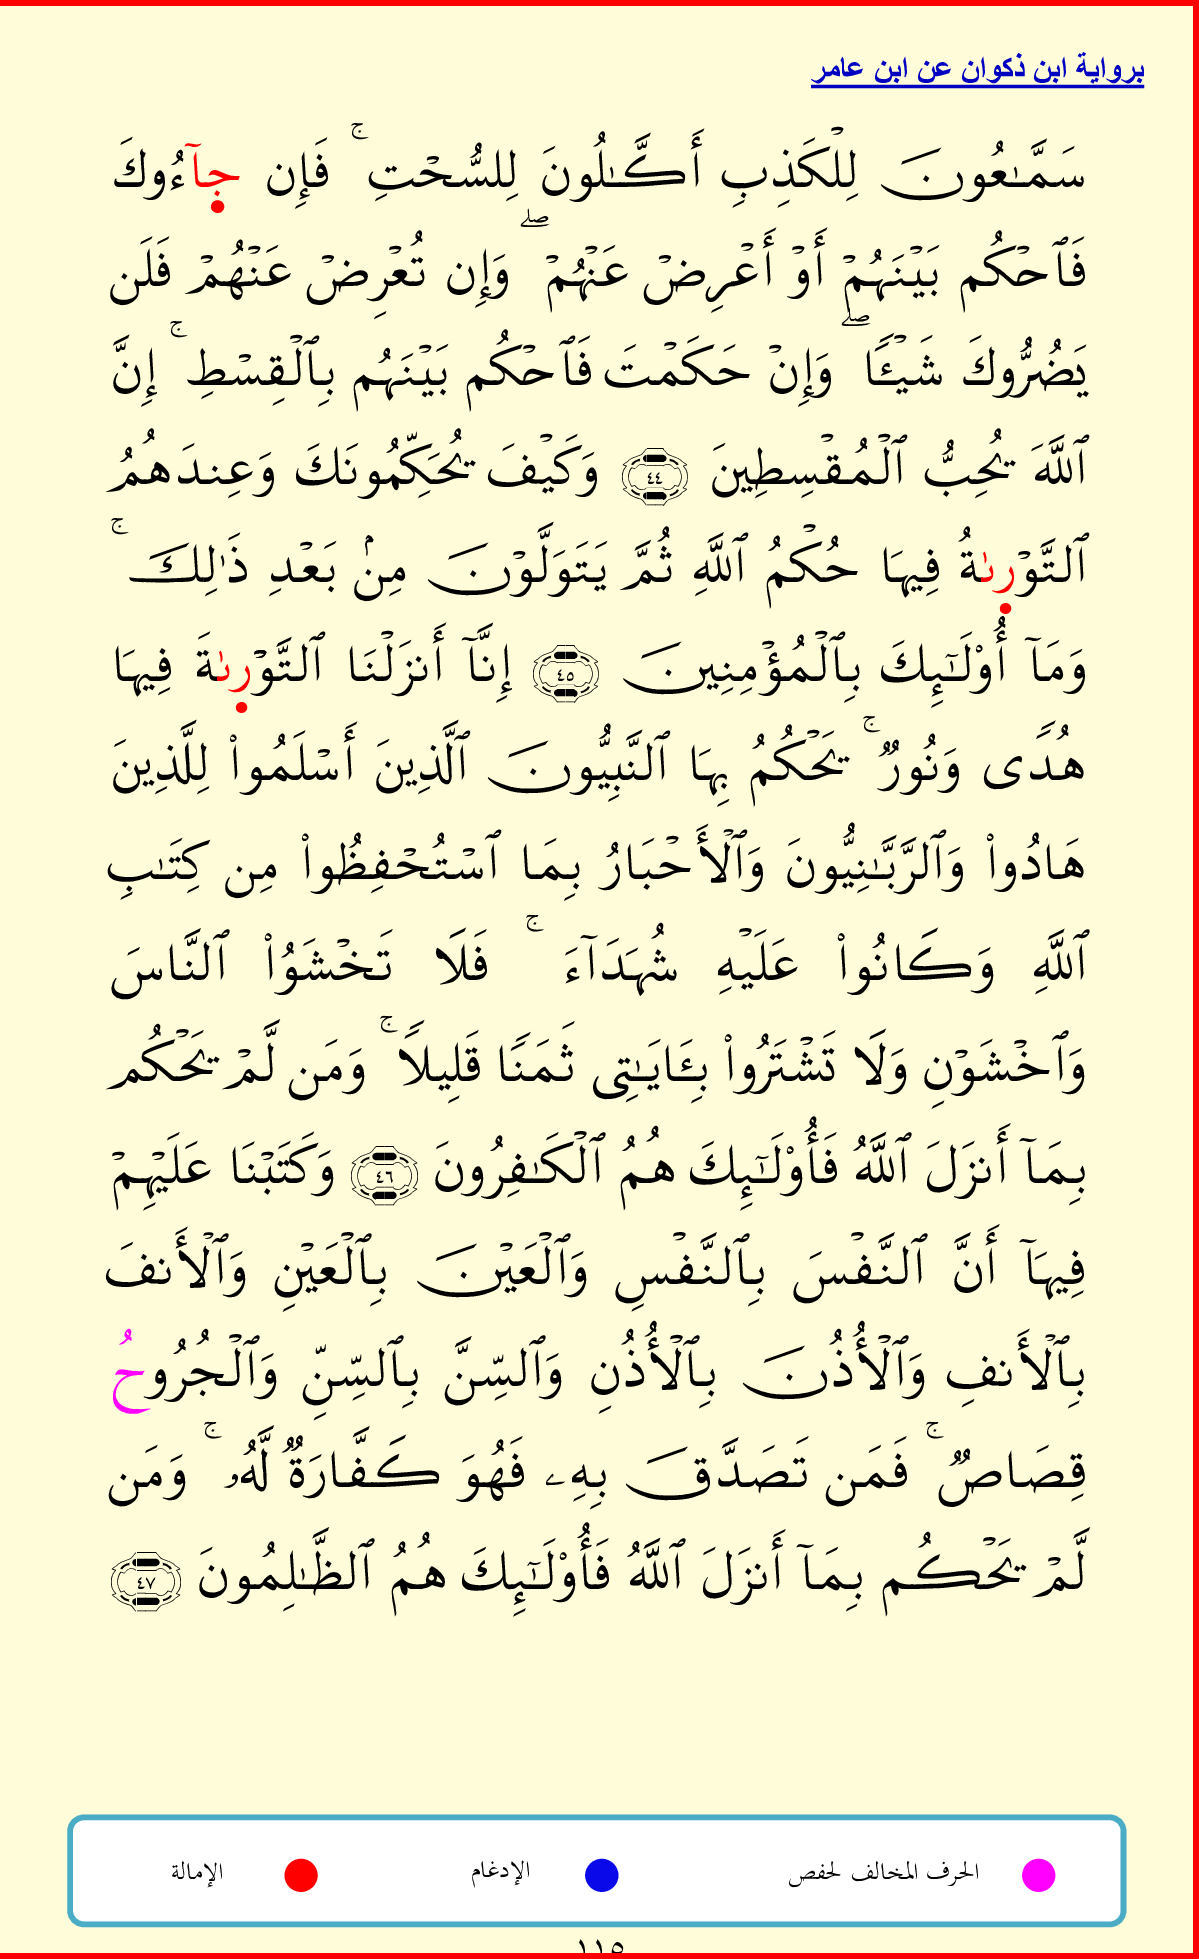 برواية ابن ذكوان عن ابن عامر
سَمَّـٰعُونَ لِلْكَذِبِ أَكَّـٰلُونَ لِلسُّحْتِ ۚ فَإِن جِآءُوكَ
فَٱحْكُم بَيْنَهُمْ أَوْ أَعْرِضْ عَنْهُمْ ۖ وَإِن تُعْرِضْ عَنْهُمْ فَلَن
يَضُرُّوكَ شَيْـًٔا ۖ وَإِنْ حَكَمْتَ فَٱحْكُم بَيْنَهُم بِٱلْقِسْطِ ۚ إِنَّ
ٱللَّهَ يُحِبُّ ٱلْمُقْسِطِينَ ٤٤ وَكَيْفَ يُحَكِّمُونَكَ وَعِندَهُمُ
ٱلتَّوْرىٰةُ فِيهَا حُكْمُ ٱللَّهِ ثُمَّ يَتَوَلَّوْنَ مِنۢ بَعْدِ ذَٰلِكَ ۚ
وَمَآ أُو۟لَـٰٓئِكَ بِٱلْمُؤْمِنِينَ ٤٥ إِنَّآ أَنزَلْنَا ٱلتَّوْرىٰةَ فِيهَا
هُدًى وَنُورٌ ۚ يَحْكُمُ بِهَا ٱلنَّبِيُّونَ ٱلَّذِينَ أَسْلَمُوا۟ لِلَّذِينَ
هَادُوا۟ وَٱلرَّبَّـٰنِيُّونَ وَٱلْأَحْبَارُ بِمَا ٱسْتُحْفِظُوا۟ مِن كِتَـٰبِ
ٱللَّهِ وَكَانُوا۟ عَلَيْهِ شُهَدَآءَ ۚ فَلَا تَخْشَوُا۟ ٱلنَّاسَ
وَٱخْشَوْنِ وَلَا تَشْتَرُوا۟ بِـَٔايَـٰتِى ثَمَنًا قَلِيلًا ۚ وَمَن لَّمْ يَحْكُم
بِمَآ أَنزَلَ ٱللَّهُ فَأُو۟لَـٰٓئِكَ هُمُ ٱلْكَـٰفِرُونَ ٤٦ وَكَتَبْنَا عَلَيْهِمْ
فِيهَآ أَنَّ ٱلنَّفْسَ بِٱلنَّفْسِ وَٱلْعَيْنَ بِٱلْعَيْنِ وَٱلْأَنفَ
بِٱلْأَنفِ وَٱلْأُذُنَ بِٱلْأُذُنِ وَٱلسِّنَّ بِٱلسِّنِّ وَٱلْجُرُوحُ
قِصَاصٌ ۚ فَمَن تَصَدَّقَ بِهِۦ فَهُوَ كَفَّارَةٌ لَّهُۥ ۚ وَمَن
لَّمْ يَحْكُم بِمَآ أَنزَلَ ٱللَّهُ فَأُو۟لَـٰٓئِكَ هُمُ ٱلظَّـٰلِمُونَ ٤٧
الحرف المخالف لحفص الإدغام الإمالة
١١٥